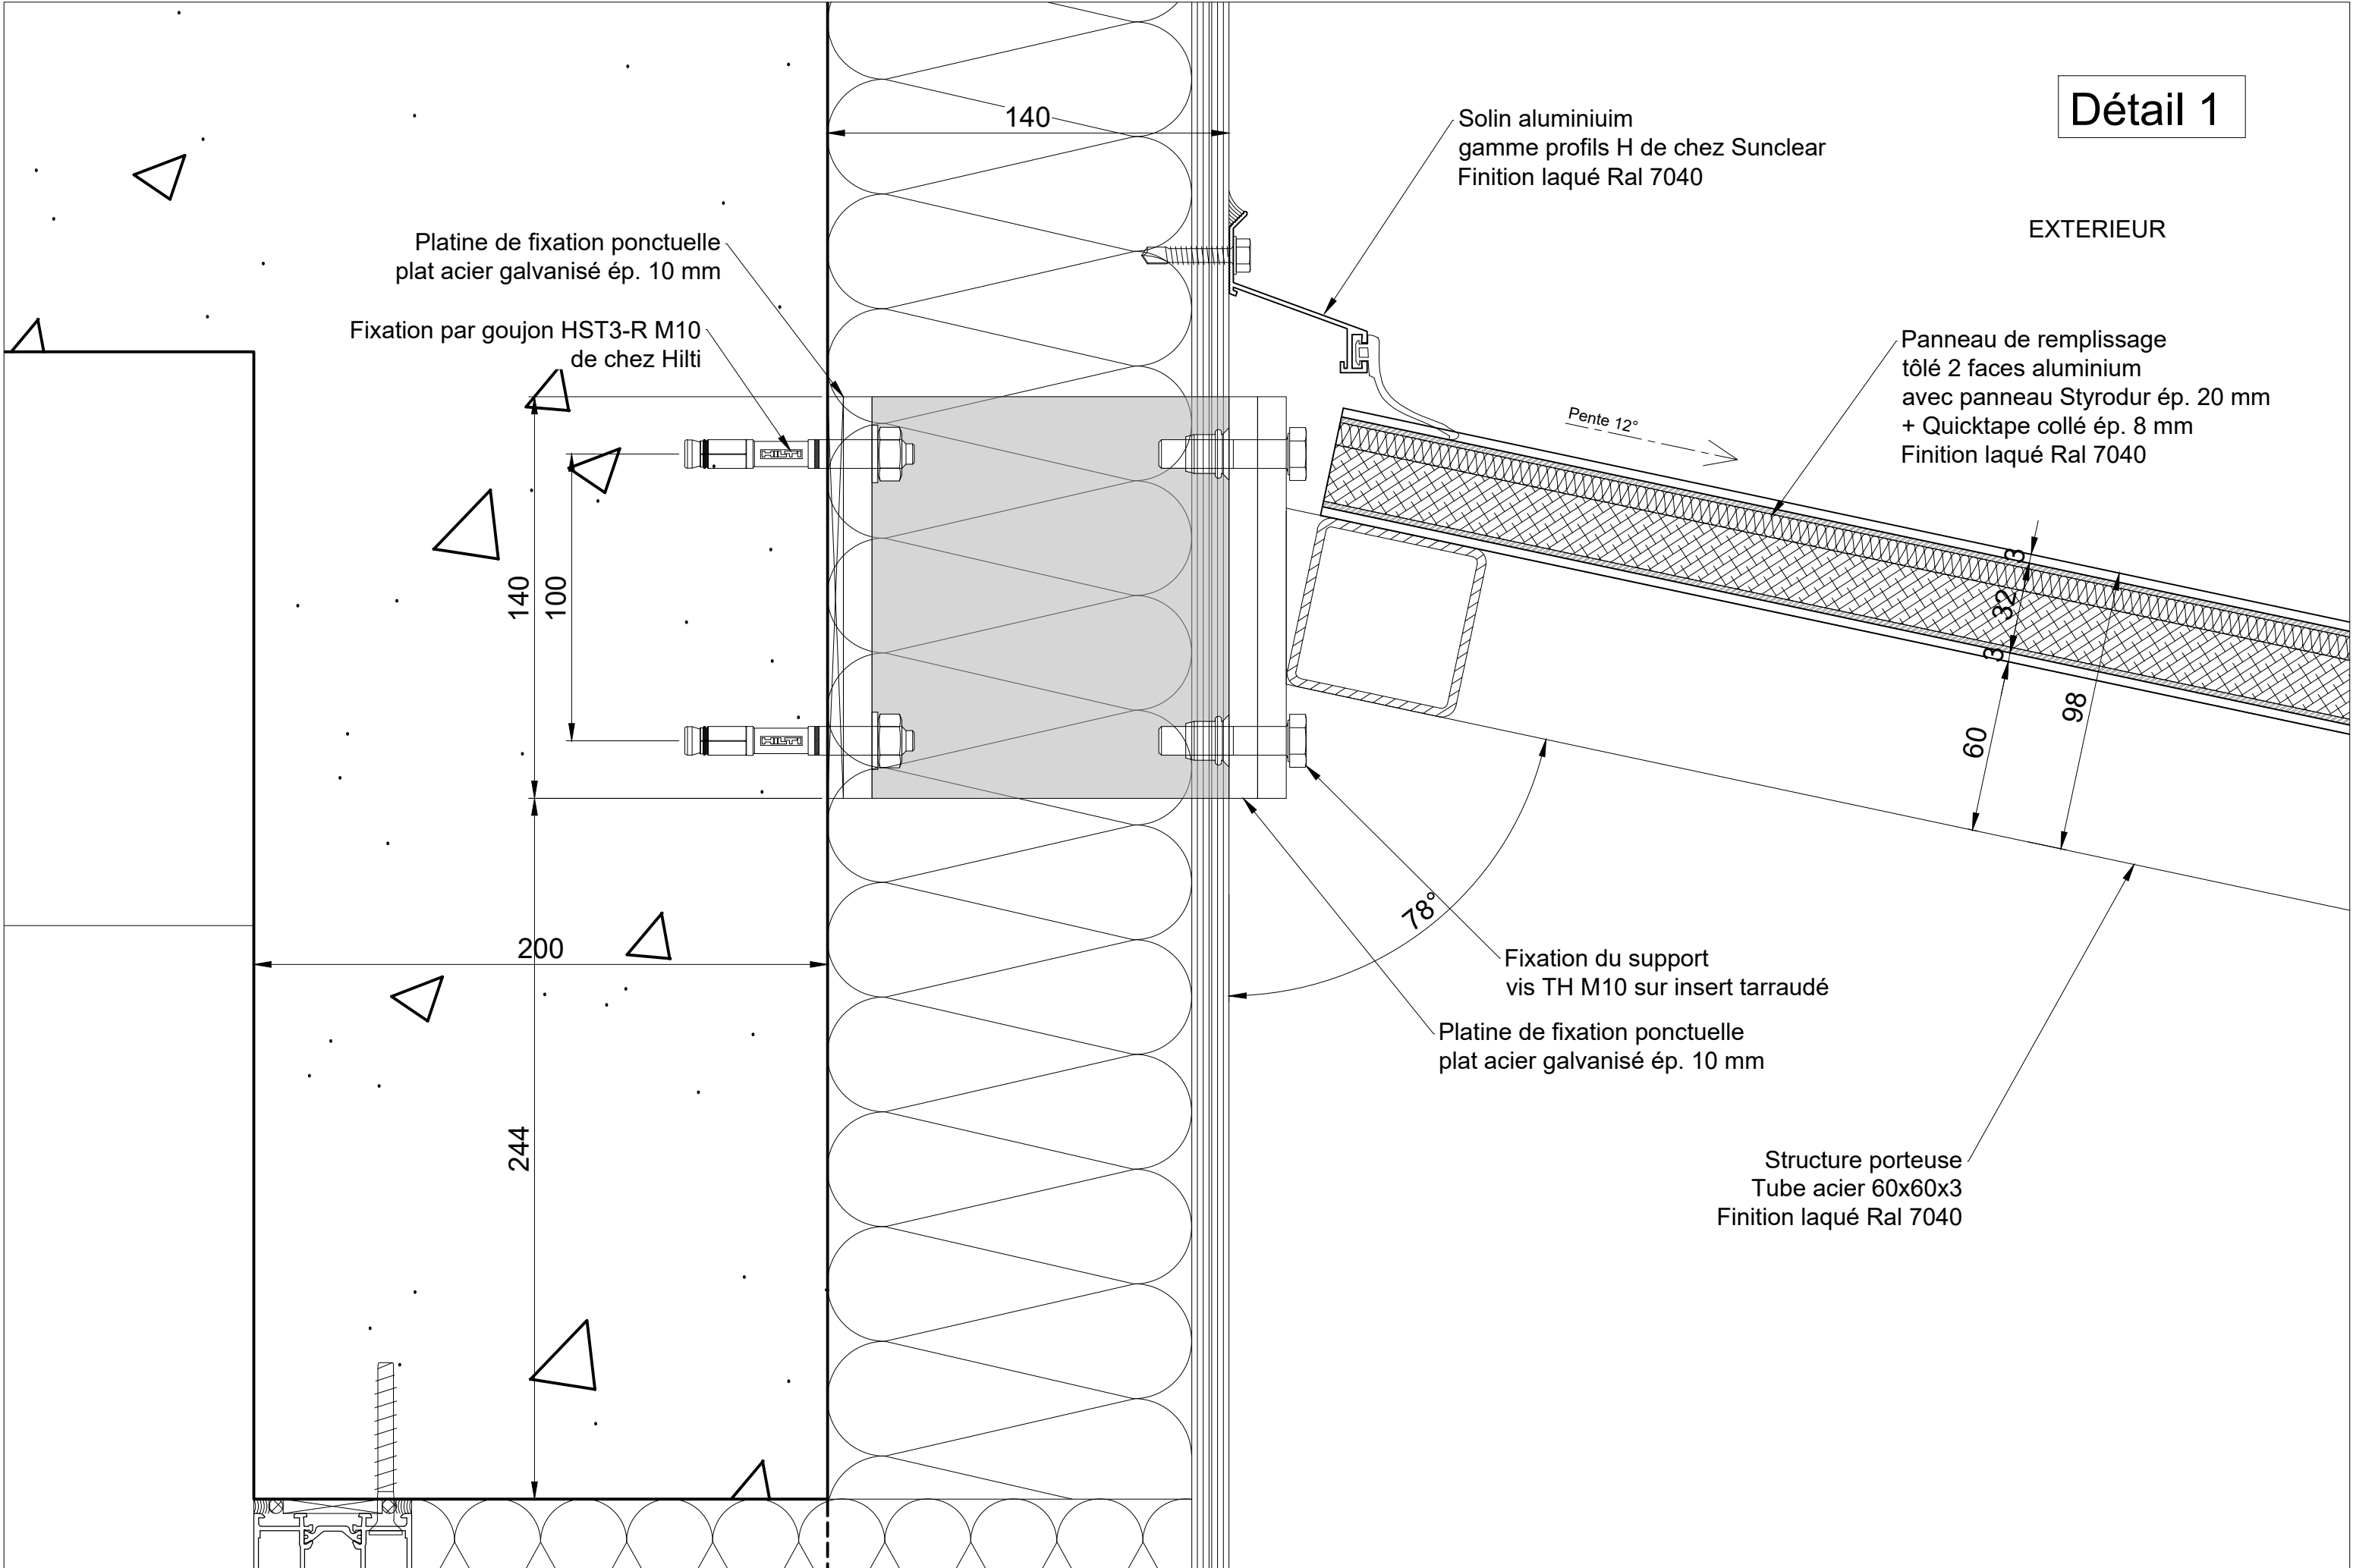 Détail 1
140
Solin aluminiuim
gamme profils H de chez Sunclear
Finition laqué Ral 7040
EXTERIEUR
Platine de fixation ponctuelle
plat acier galvanisé ép. 10 mm
Fixation par goujon HST3-R M10
de chez Hilti
Panneau de remplissage
tôlé 2 faces aluminium
avec panneau Styrodur ép. 20 mm
+ Quicktape collé ép. 8 mm
Finition laqué Ral 7040
Pente 12°
HILTI
HILTI
140
100
3
32
3
60
98
78°
200
244
Fixation du support
vis TH M10 sur insert tarraudé
Platine de fixation ponctuelle
plat acier galvanisé ép. 10 mm
Structure porteuse
Tube acier 60x60x3
Finition laqué Ral 7040